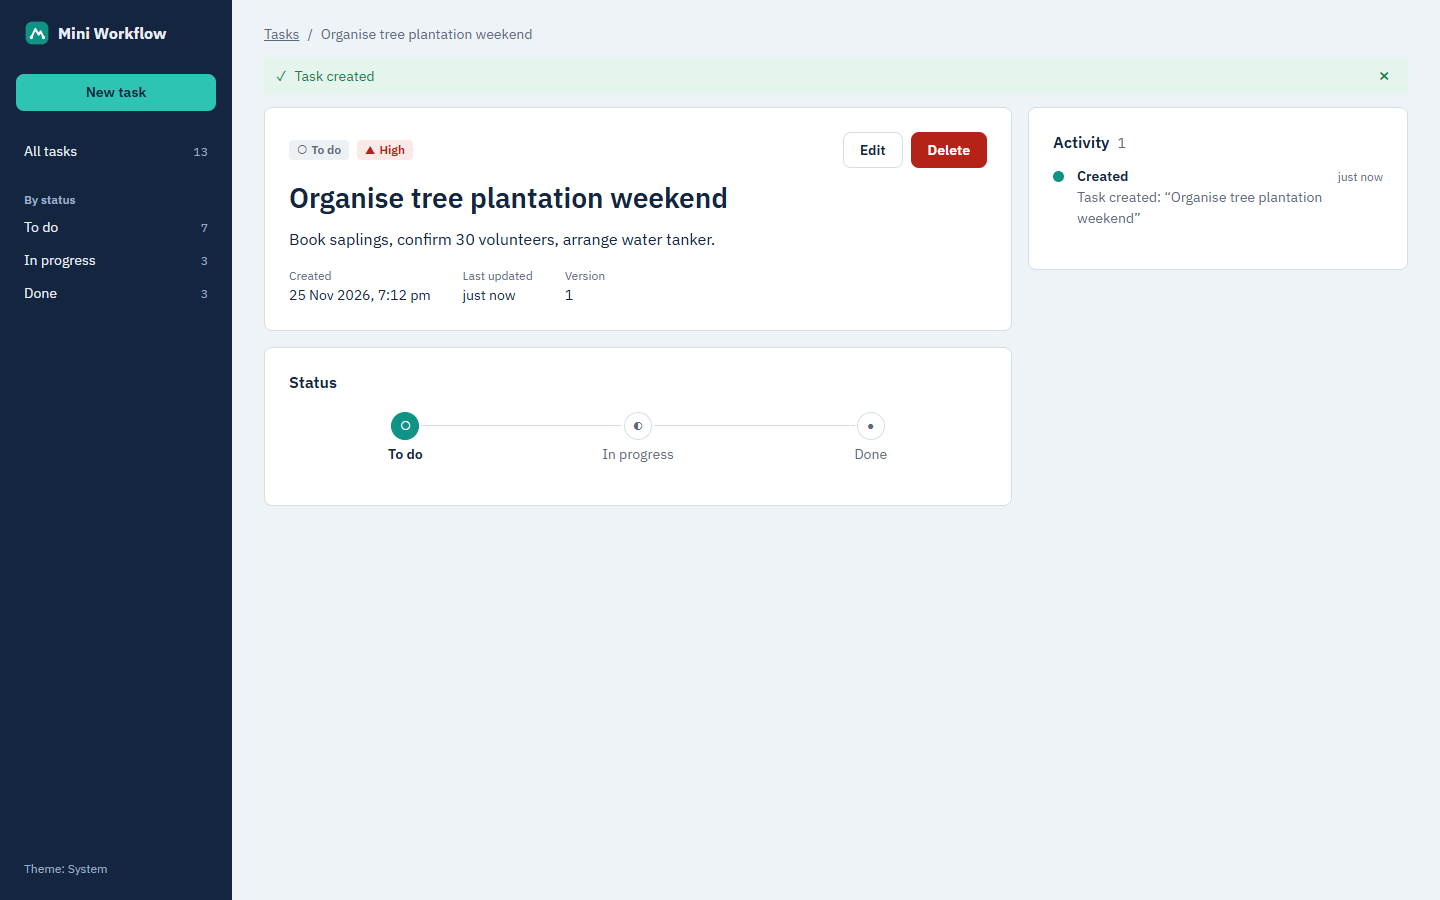 Mini Workflow
New task
All tasks 13
By status
To do 7
In progress 3
Done 3
Theme: System
Tasks / Organise tree plantation weekend
✓ Task created ×
○ To do ▲ High
Edit Delete
Organise tree plantation weekend
Book saplings, confirm 30 volunteers, arrange water tanker.
Created Last updated Version
25 Nov 2026, 7:12 pm just now 1
Status
To do In progress Done
Activity 1
Created just now
Task created: “Organise tree plantation
weekend”